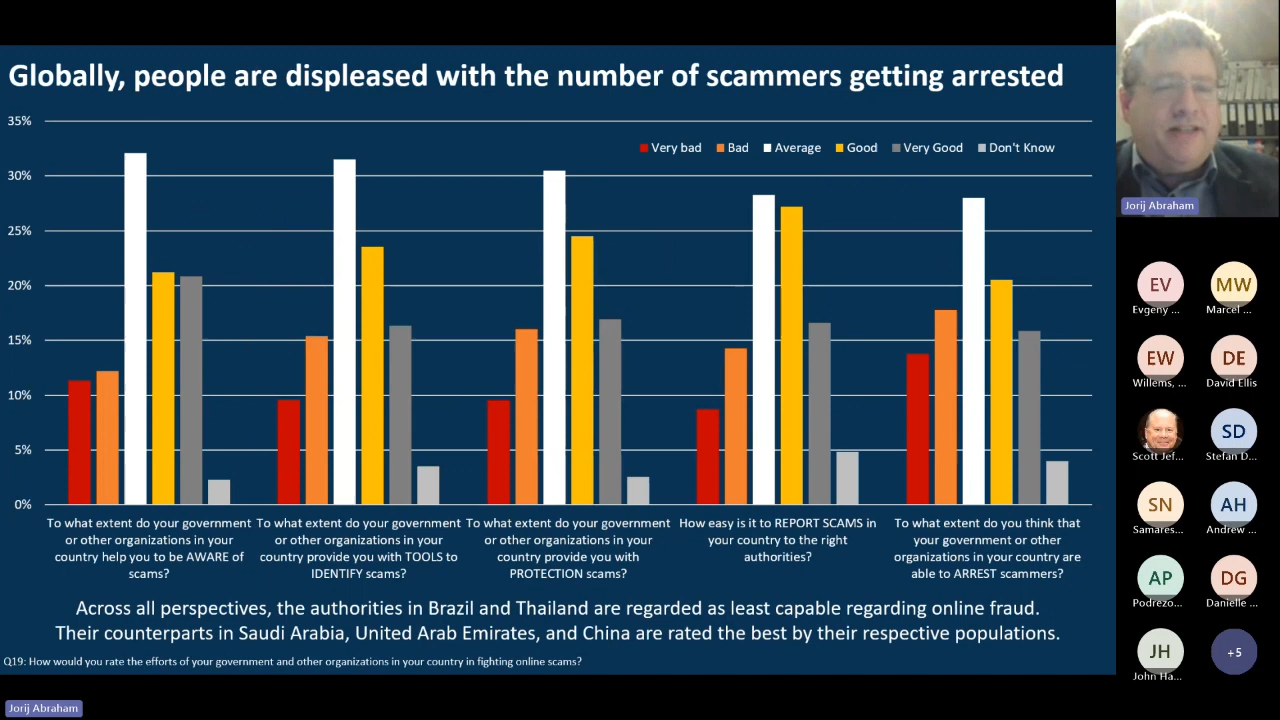 Globally, people are displeased with the number of scammers getting arrested
35%
30%
25%
20%
15%
10%
5%
0%
Very bad
Bad
Average
Good
Very Good
Don't Know
To what extent do your government
or other organizations in your
country help you to be AWARE of
scams?
To what extent do your government
or other organizations in your
country provide you with TOOLS to
IDENTIFY scams?
To what extent do your government
or other organizations in your
country provide you with
PROTECTION scams?
How easy is it to REPORT SCAMS in
your country to the right
authorities?
To what extent do you think that
your government or other
organizations in your country are
able to ARREST scammers?
Across all perspectives, the authorities in Brazil and Thailand are regarded as least capable regarding online fraud.
Their counterparts in Saudi Arabia, United Arab Emirates, and China are rated the best by their respective populations.
Q19: How would you rate the efforts of your government and other organizations in your country in fighting online scams?
Jorij Abraham
Jorij Abraham
EV
Evgeny ...
MW
Marcel ...
EW
Willems, ...
DE
David Ellis
Scott Jef...
SD
Stefan D...
SN
Samares...
AH
Andrew ...
AP
Podrezo...
DG
Danielle ...
JH
John Ha...
+5